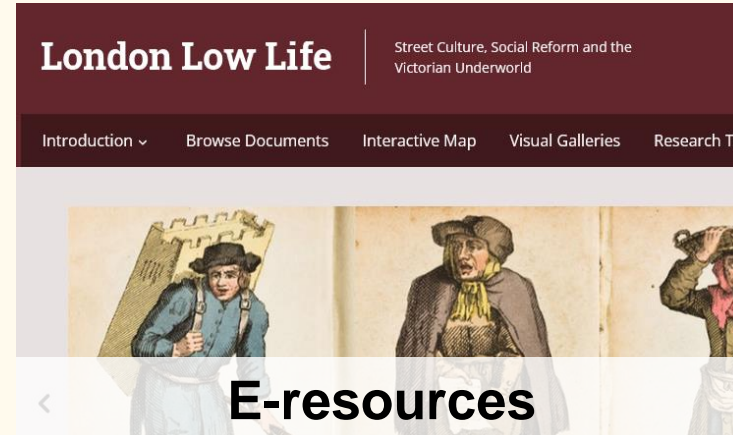 London Low Life
Street Culture, Social Reform and the
Victorian Underworld
Introduction
Browse Documents
Interactive Map
Visual Galleries
Research T
E-resources